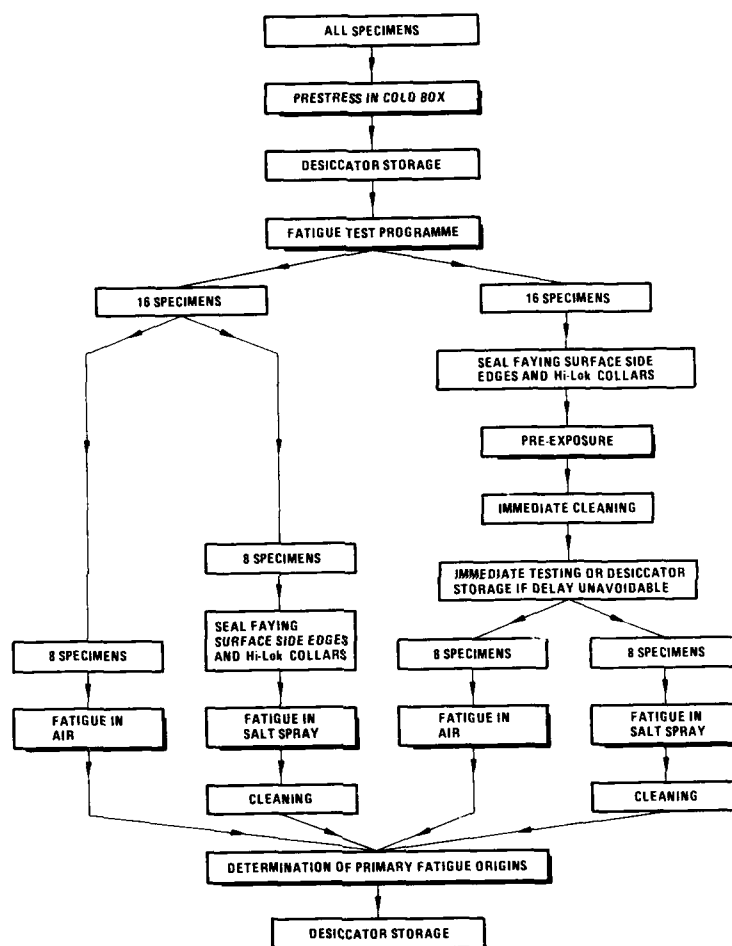 ALL SPECIMENS
PRESTRESS IN COLD BOX
DESICCATOR STORAGE
FATIGUE TEST PROGRAMME
16 SPECIMENS
16 SPECIMENS
SEAL FAYING SURFACE SIDE
EDGES AND Hi-Lok COLLARS
PRE-EXPOSURE
IMMEDIATE CLEANING
8 SPECIMENS
IMMEDIATE TESTING OR DESICCATOR
STORAGE IF DELAY UNAVOIDABLE
SEAL FAYING
SURFACE SIDE EDGES
AND Hi-Lok COLLARS
8 SPECIMENS
8 SPECIMENS
8 SPECIMENS
FATIGUE IN
AIR
FATIGUE IN
SALT SPRAY
FATIGUE IN
AIR
FATIGUE IN
SALT SPRAY
CLEANING
CLEANING
DETERMINATION OF PRIMARY FATIGUE ORIGINS
DESICCATOR STORAGE